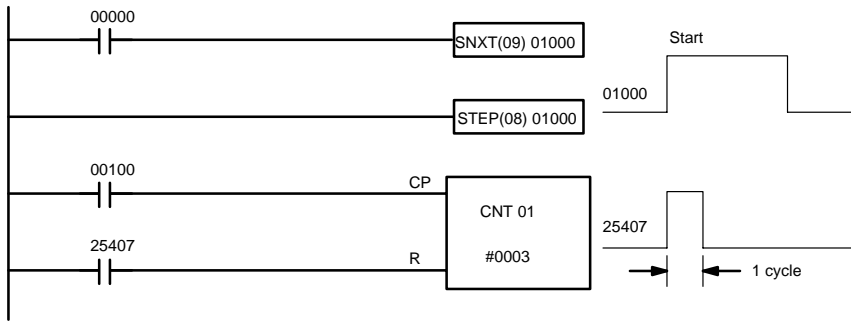 00000
SNXT(09) 01000
Start
01000
STEP(08) 01000
00100
CP
CNT 01
25407
25407
R
#0003
1 cycle